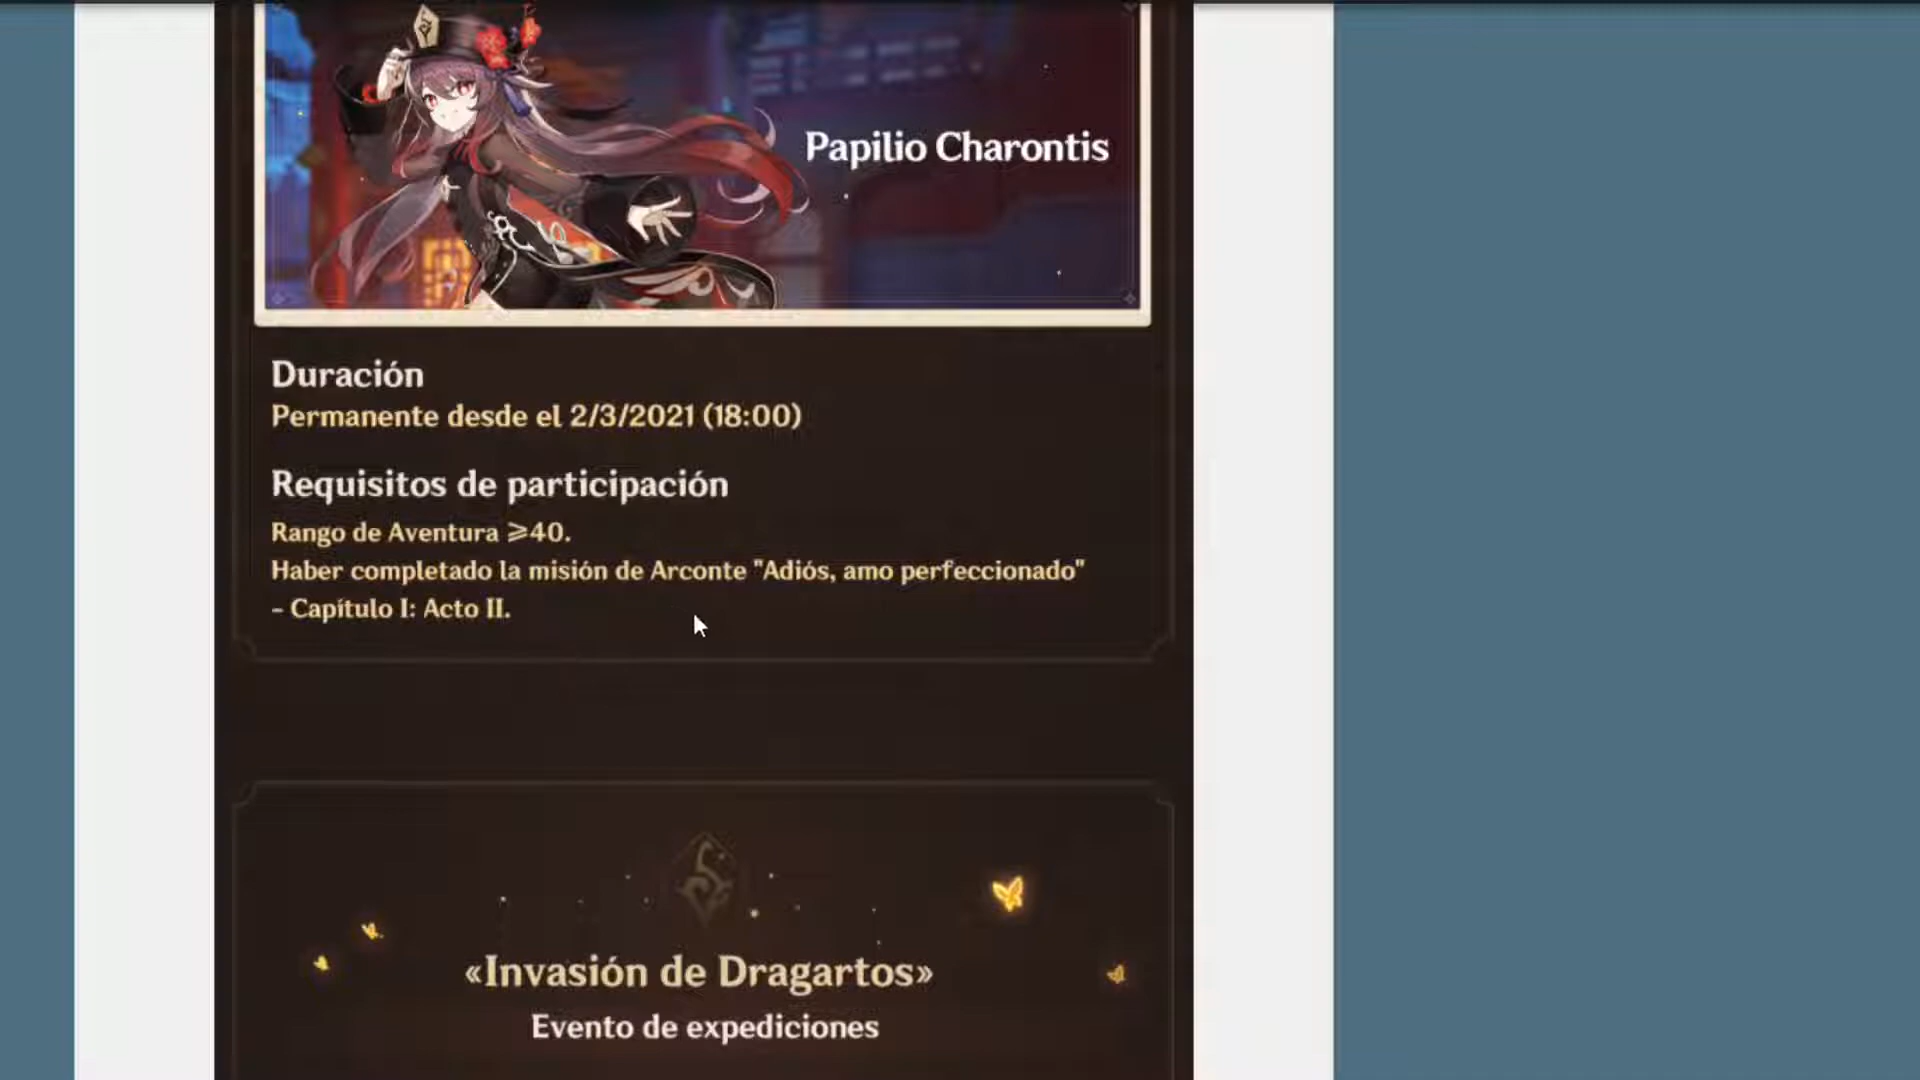 Papilio Charontis
Duración
Permanente desde el 2/3/2021 (18:00)
Requisitos de participación
Rango de Aventura ⩾40.
Haber completado la misión de Arconte "Adiós, amo perfeccionado"
– Capítulo I: Acto II.
«Invasión de Dragartos»
Evento de expediciones